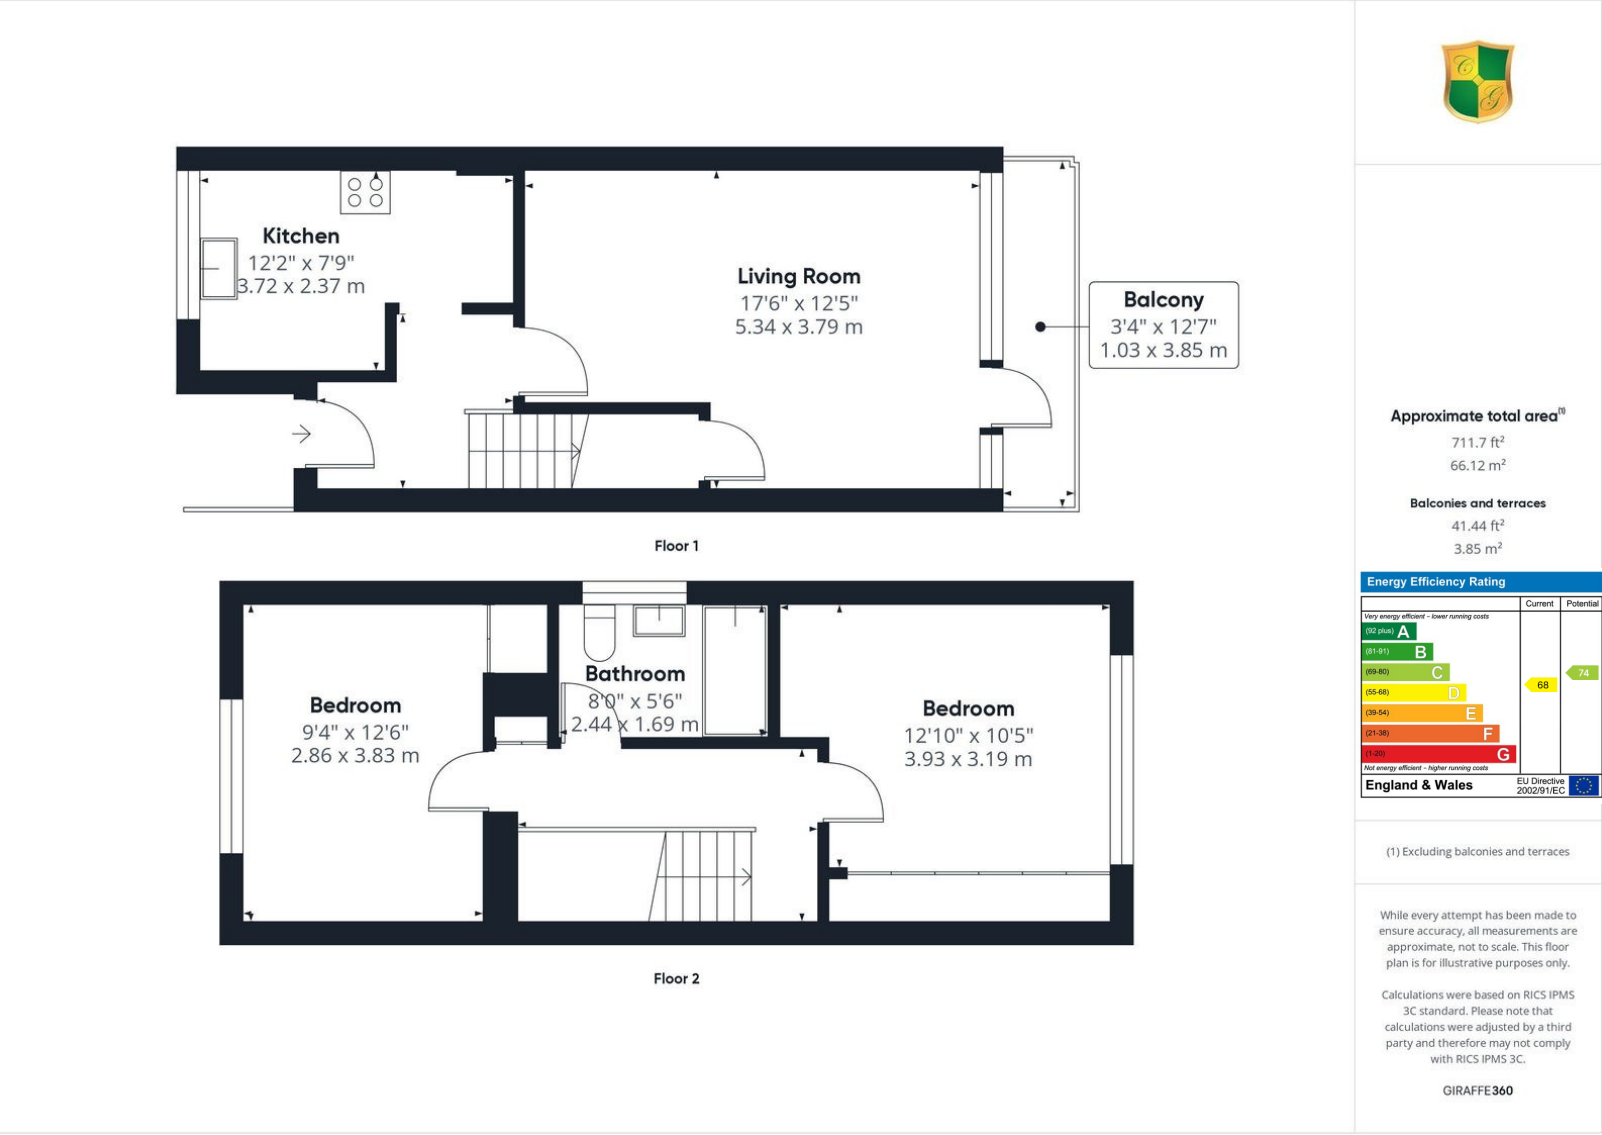 Kitchen
12'2" x 7'9"
3.72 x 2.37 m
Living Room
17'6" x 12'5"
5.34 x 3.79 m
Balcony
3'4" x 12'7"
1.03 x 3.85 m
Floor 1
Bedroom
9'4" x 12'6"
2.86 x 3.83 m
Bathroom
8'0" x 5'6"
2.44 x 1.69 m
Bedroom
12'10" x 10'5"
3.93 x 3.19 m
Floor 2
C
G
Approximate total area(1)
711.7 ft²
66.12 m²
Balconies and terraces
41.44 ft²
3.85 m²
Energy Efficiency Rating
Current Potential
Very energy efficient - lower running costs
(92 plus) A
(81-91) B
(69-80) C 74
(55-68) D 68
(39-54) E
(21-38) F
(1-20) G
Not energy efficient - higher running costs
England & Wales
EU Directive
2002/91/EC
(1) Excluding balconies and terraces
While every attempt has been made to
ensure accuracy, all measurements are
approximate, not to scale. This floor
plan is for illustrative purposes only.
Calculations were based on RICS IPMS
3C standard. Please note that
calculations were adjusted by a third
party and therefore may not comply
with RICS IPMS 3C.
GIRAFFE360